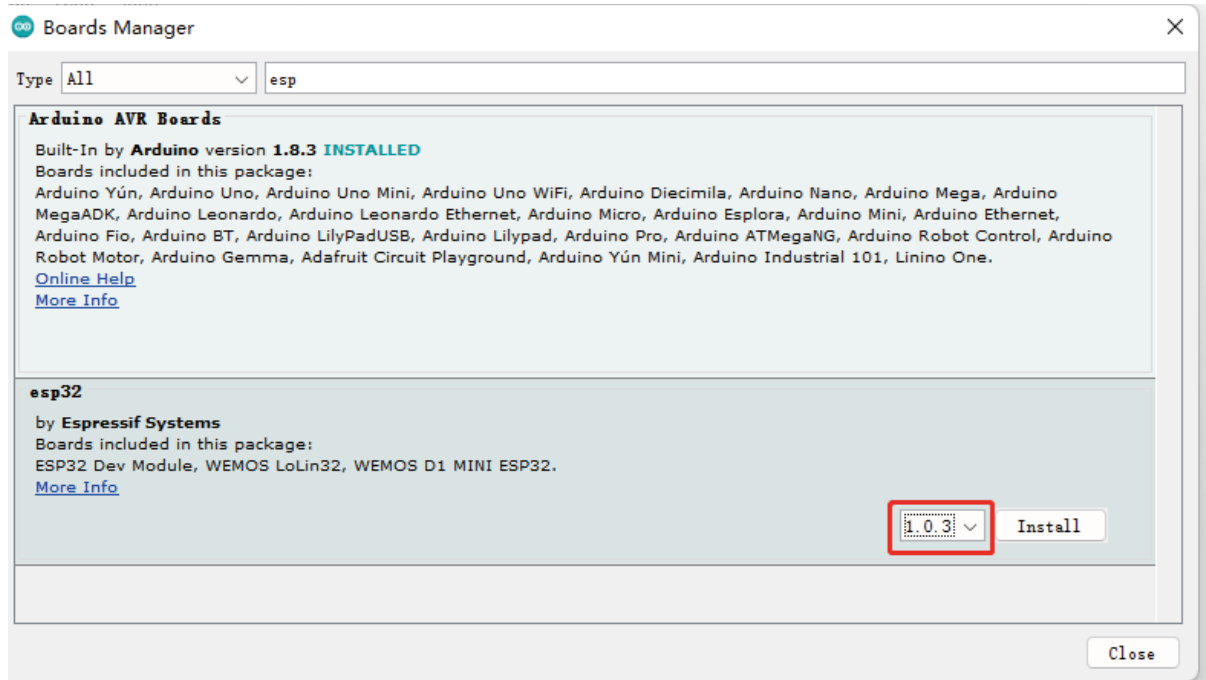 Boards Manager
Type All esp
Arduino AVR Boards
Built-In by Arduino version 1.8.3 INSTALLED
Boards included in this package:
Arduino Yún, Arduino Uno, Arduino Uno Mini, Arduino Uno WiFi, Arduino Diecimila, Arduino Nano, Arduino Mega, Arduino
MegaADK, Arduino Leonardo, Arduino Leonardo Ethernet, Arduino Micro, Arduino Esplora, Arduino Mini, Arduino Ethernet,
Arduino Fio, Arduino BT, Arduino LilyPadUSB, Arduino Lilypad, Arduino Pro, Arduino ATMegaNG, Arduino Robot Control, Arduino
Robot Motor, Arduino Gemma, Adafruit Circuit Playground, Arduino Yún Mini, Arduino Industrial 101, Linino One.
Online Help
More Info
esp32
by Espressif Systems
Boards included in this package:
ESP32 Dev Module, WEMOS LoLin32, WEMOS D1 MINI ESP32.
More Info
1.0.3 Install
Close